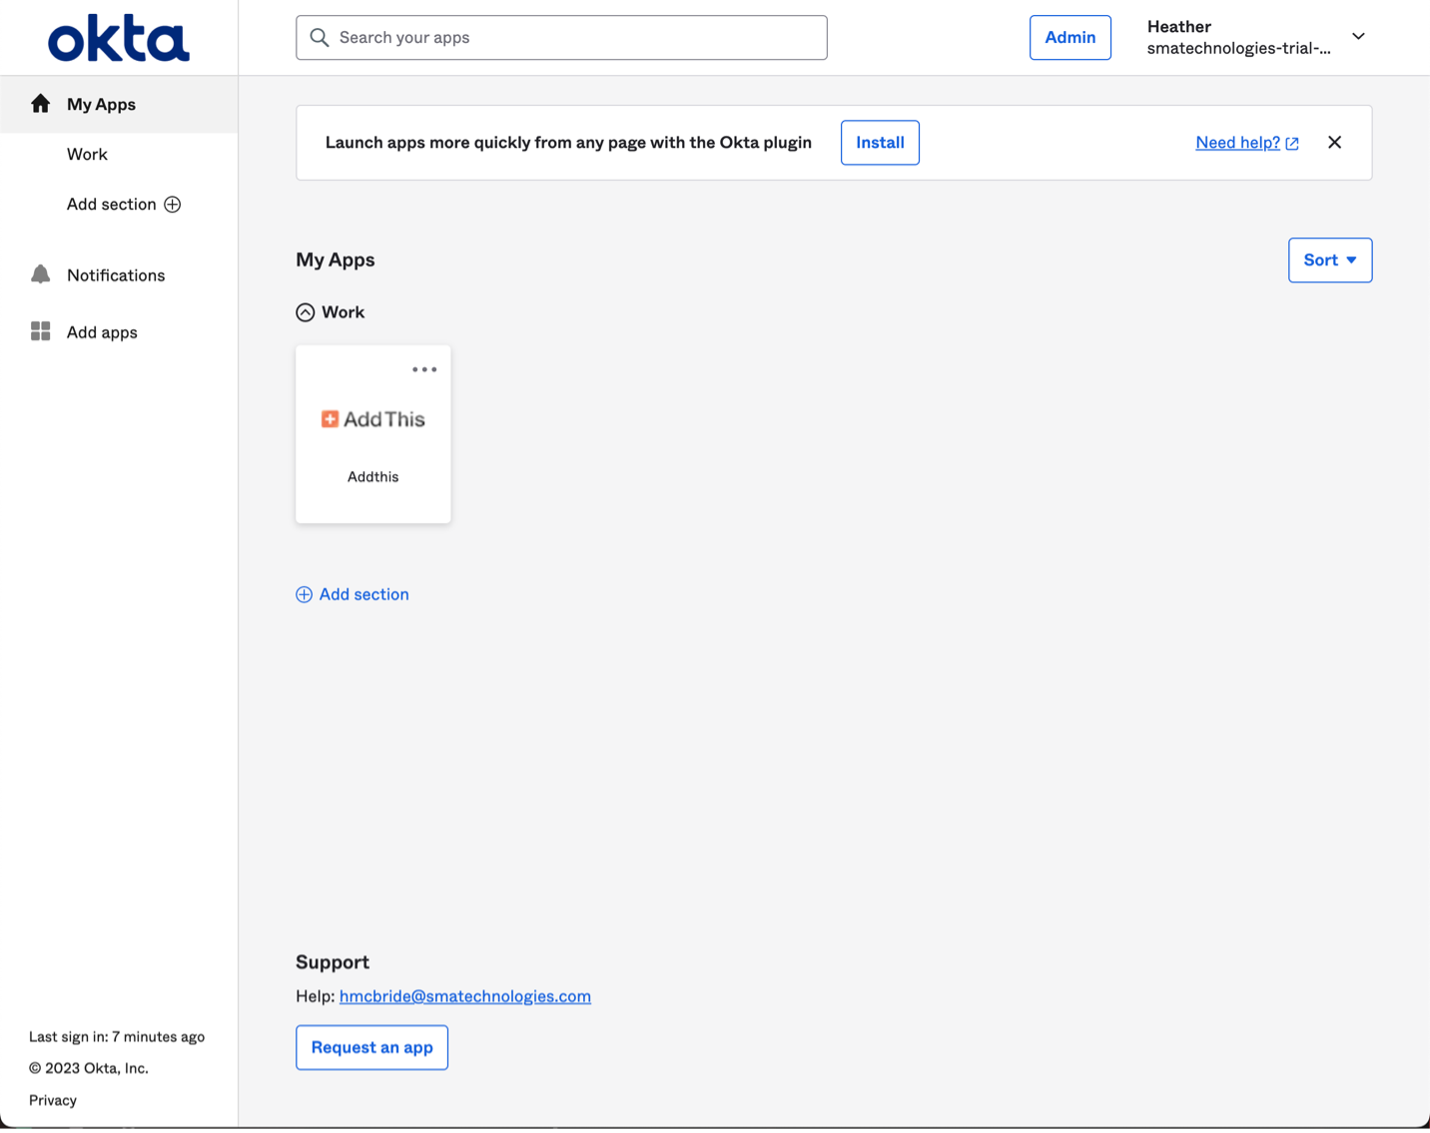 okta
Search your apps
Admin
Heather
smatechnologies-trial-...
My Apps
Work
Add section
Notifications
Add apps
Launch apps more quickly from any page with the Okta plugin
Install
Need help?
My Apps
Sort
Work
AddThis
Addthis
Add section
Support
Help: hmcbride@smatechnologies.com
Request an app
Last sign in: 7 minutes ago
© 2023 Okta, Inc.
Privacy